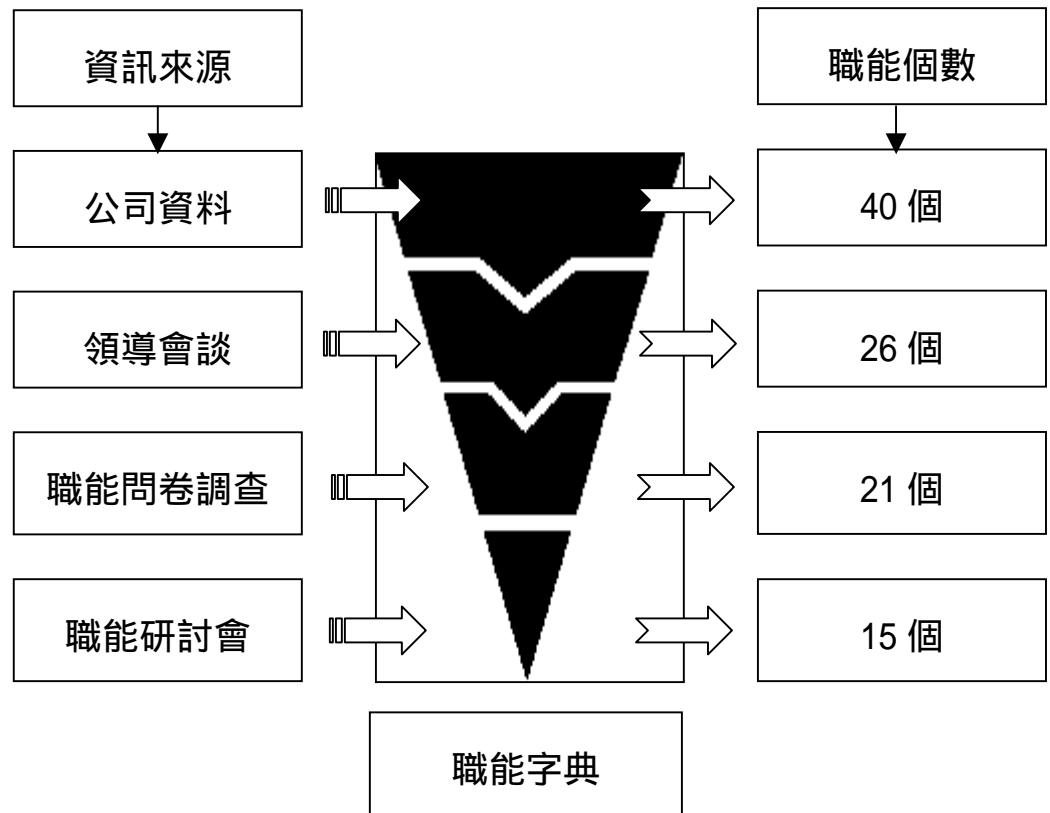 資訊來源
職能個數
公司資料
40 個
領導會談
26 個
職能問卷調查
21 個
職能研討會
15 個
職能字典